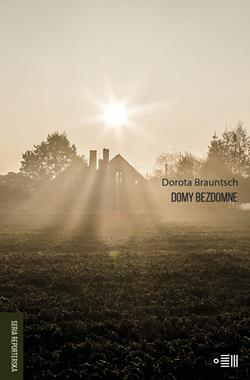 Dorota Brauntsch
DOMY BEZDOMNE
SERIA REPORTERSKA